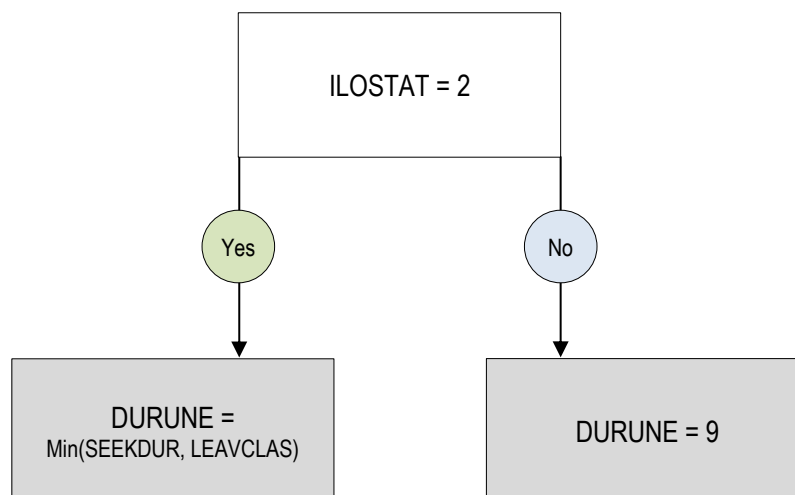 ILOSTAT = 2
Yes
No
DURUNE =
Min(SEEKDUR, LEAVCLAS)
DURUNE = 9